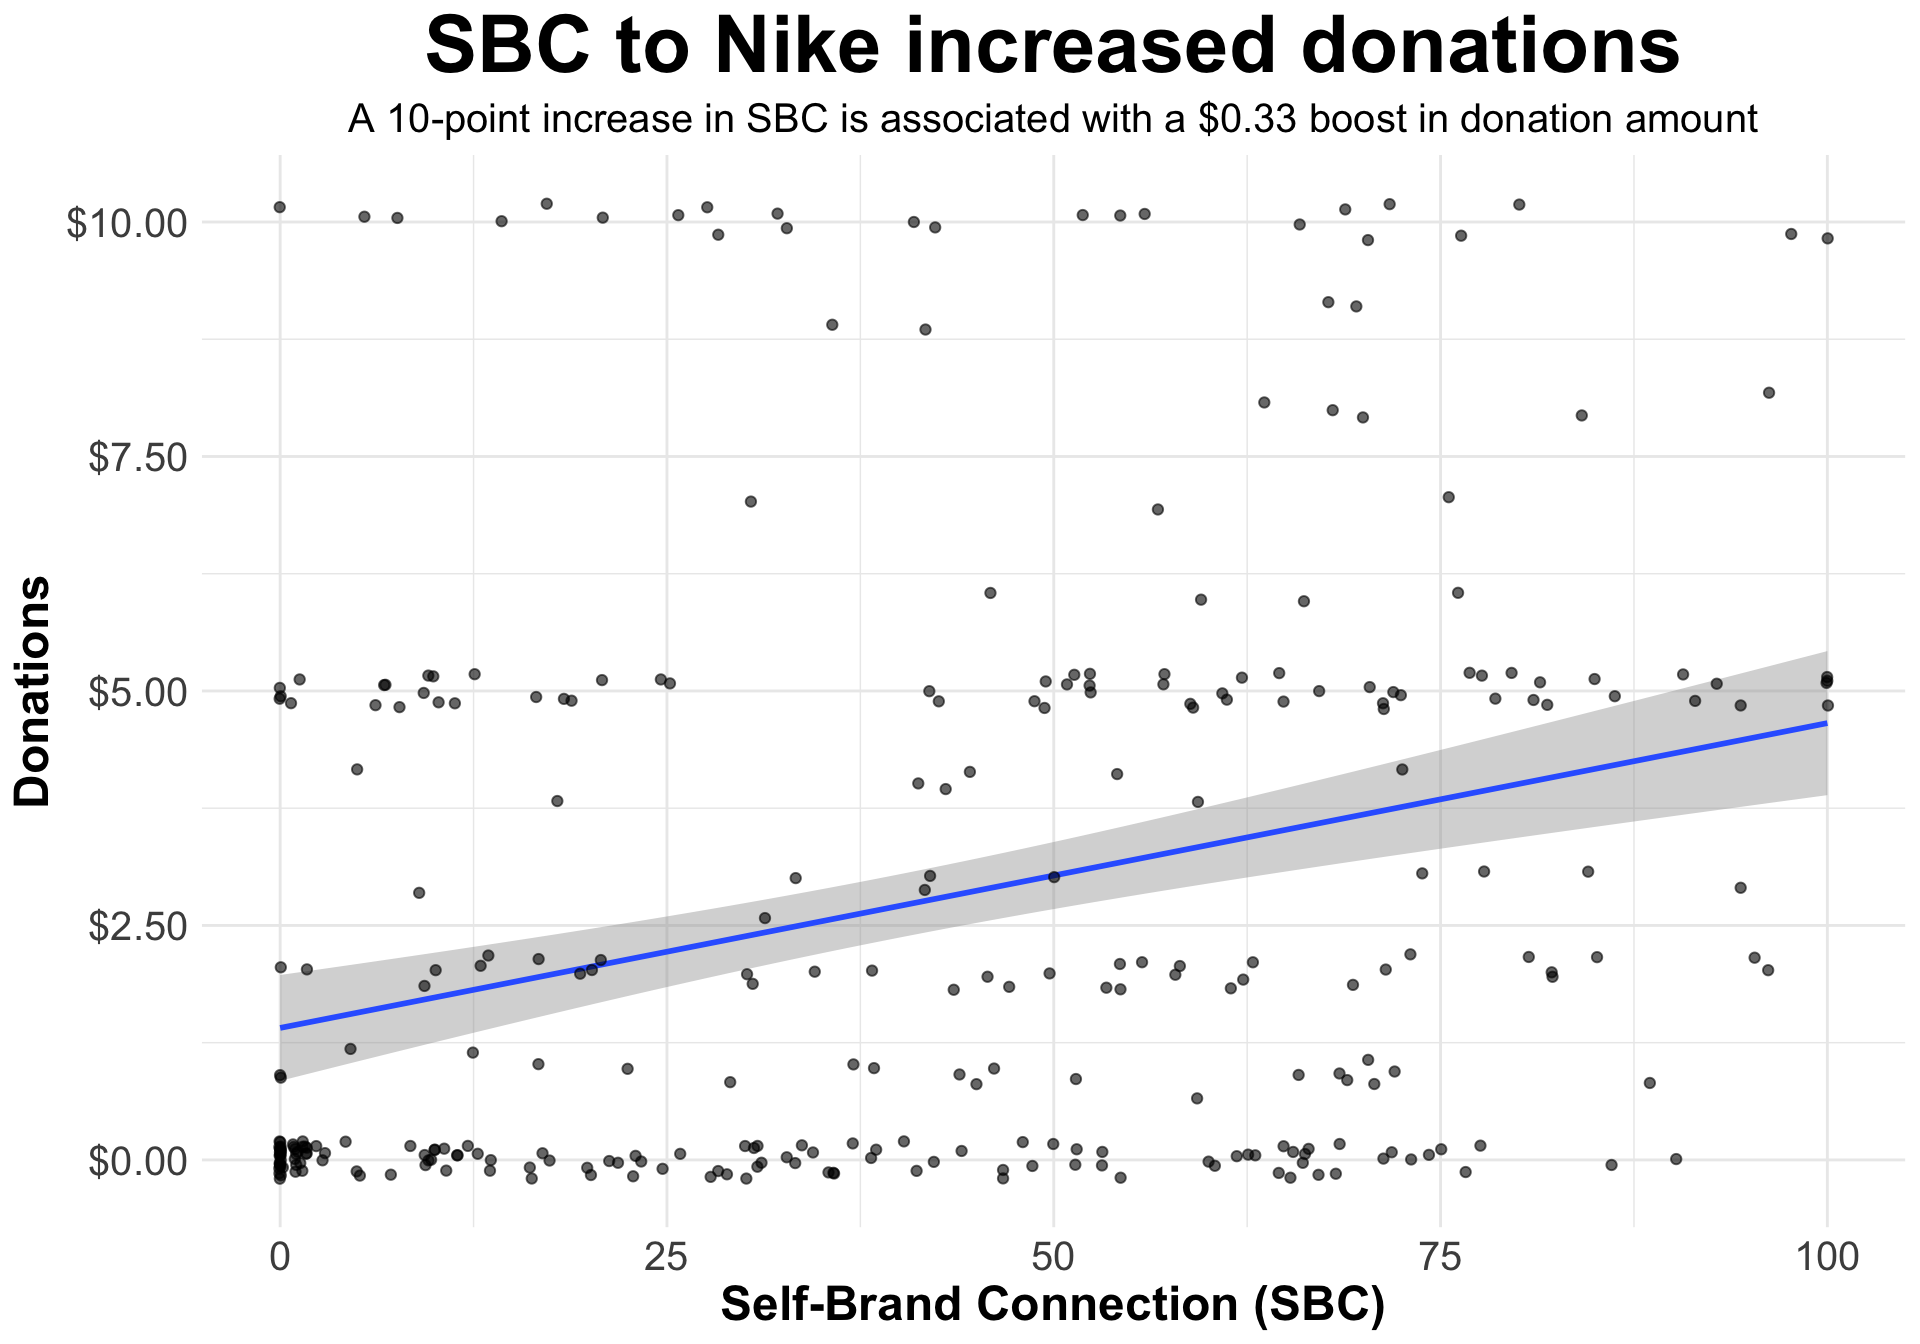 SBC to Nike increased donations
A 10-point increase in SBC is associated with a $0.33 boost in donation amount
Donations
$10.00
$7.50
$5.00
$2.50
$0.00
0
25
50
75
100
Self-Brand Connection (SBC)